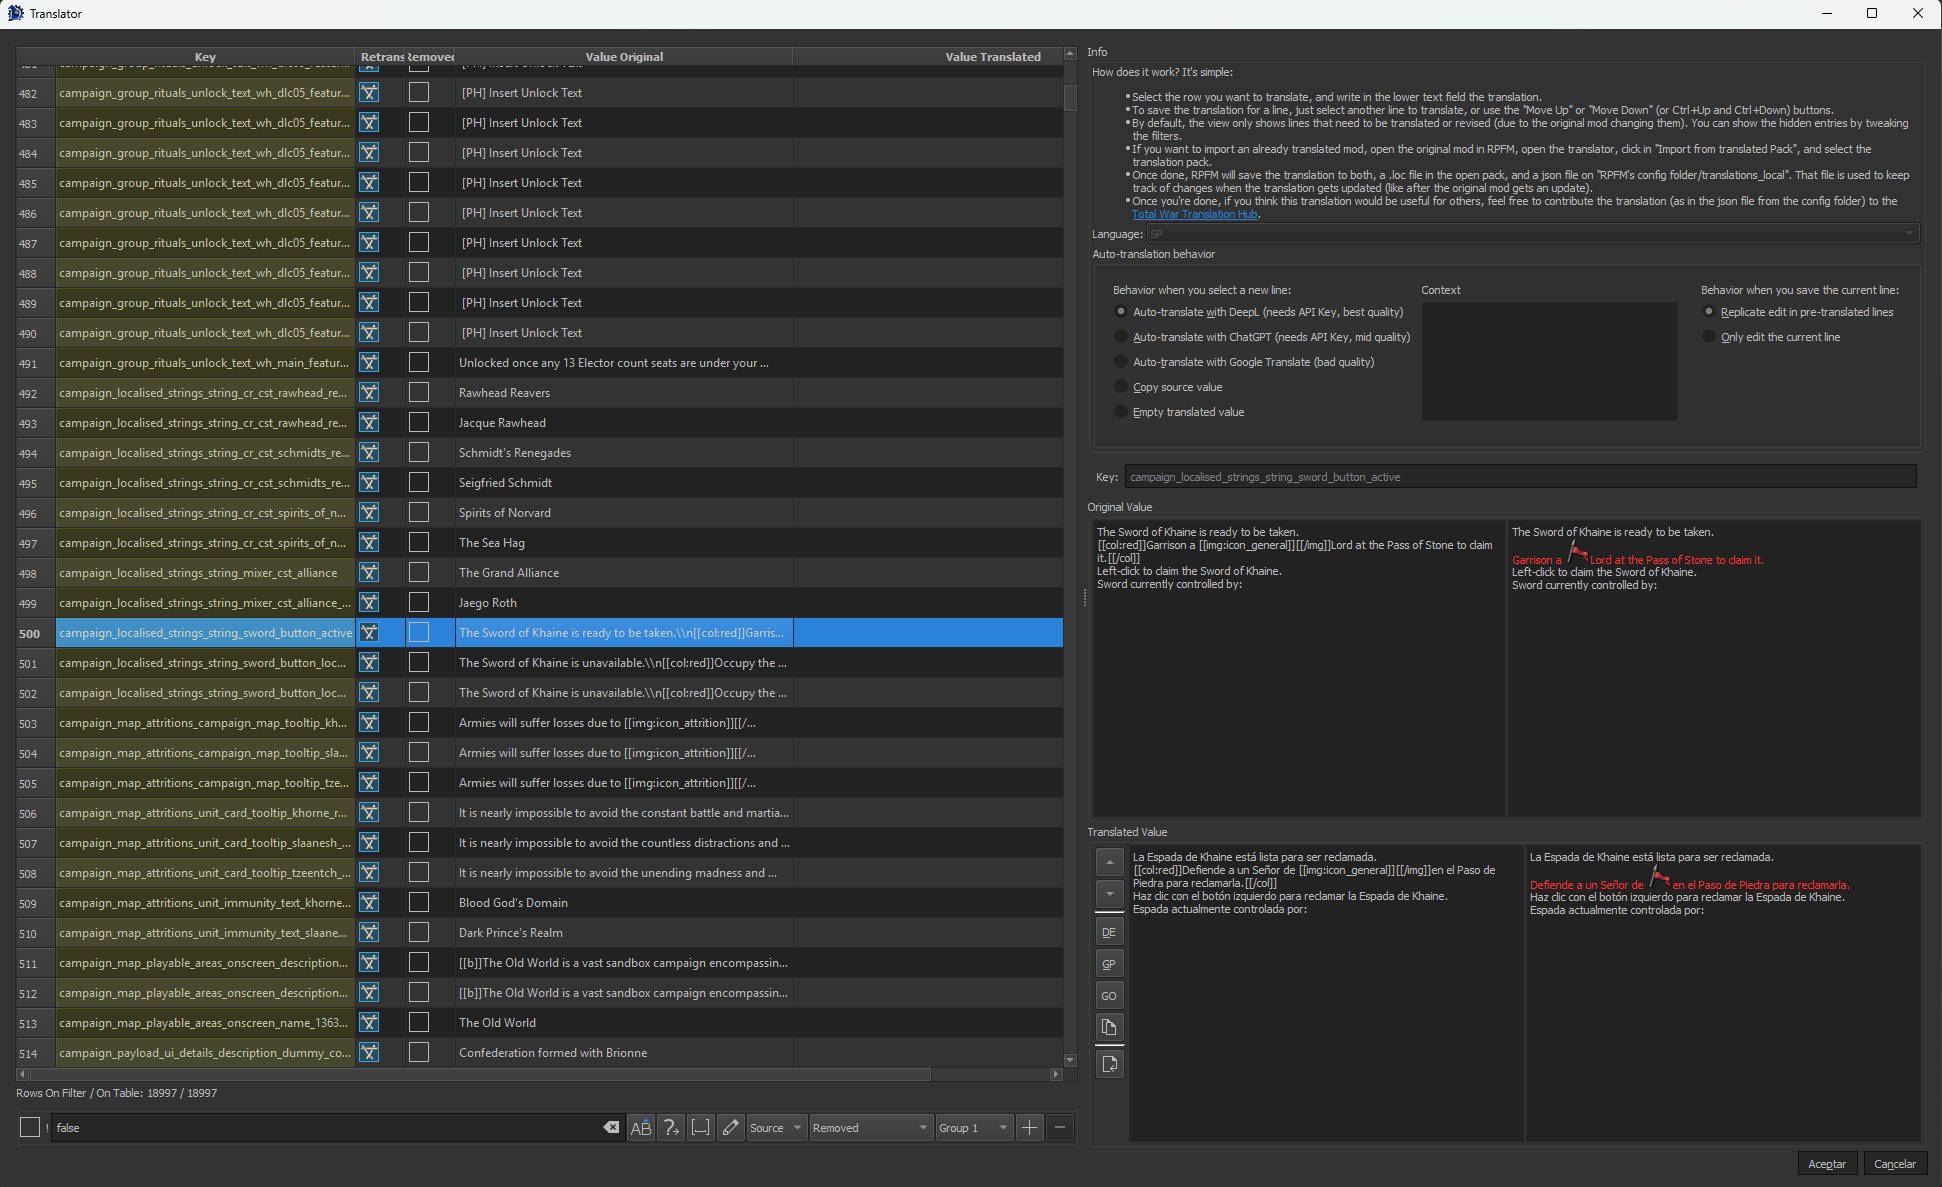 Translator
Key Retrans Removed Value Original Value Translated
481 campaign_group_rituals_unlock_text_wh_dlc05_featur... [PH] Insert Unlock Text
482 campaign_group_rituals_unlock_text_wh_dlc05_featur... [PH] Insert Unlock Text
483 campaign_group_rituals_unlock_text_wh_dlc05_featur... [PH] Insert Unlock Text
484 campaign_group_rituals_unlock_text_wh_dlc05_featur... [PH] Insert Unlock Text
485 campaign_group_rituals_unlock_text_wh_dlc05_featur... [PH] Insert Unlock Text
486 campaign_group_rituals_unlock_text_wh_dlc05_featur... [PH] Insert Unlock Text
487 campaign_group_rituals_unlock_text_wh_dlc05_featur... [PH] Insert Unlock Text
488 campaign_group_rituals_unlock_text_wh_dlc05_featur... [PH] Insert Unlock Text
489 campaign_group_rituals_unlock_text_wh_dlc05_featur... [PH] Insert Unlock Text
490 campaign_group_rituals_unlock_text_wh_dlc05_featur... [PH] Insert Unlock Text
491 campaign_group_rituals_unlock_text_wh_main_featur... Unlocked once any 13 Elector count seats are under your ...
492 campaign_localised_strings_string_cr_cst_rawhead_re... Rawhead Reavers
493 campaign_localised_strings_string_cr_cst_rawhead_re... Jacque Rawhead
494 campaign_localised_strings_string_cr_cst_schmidts_re... Schmidt's Renegades
495 campaign_localised_strings_string_cr_cst_schmidts_re... Seigfried Schmidt
496 campaign_localised_strings_string_cr_cst_spirits_of_n... Spirits of Norvard
497 campaign_localised_strings_string_cr_cst_spirits_of_n... The Sea Hag
498 campaign_localised_strings_string_mixer_cst_alliance The Grand Alliance
499 campaign_localised_strings_string_mixer_cst_alliance_... Jaego Roth
500 campaign_localised_strings_string_sword_button_active The Sword of Khaine is ready to be taken.\\n[[col:red]]Garris...
501 campaign_localised_strings_string_sword_button_loc... The Sword of Khaine is unavailable.\\n[[col:red]]Occupy the ...
502 campaign_localised_strings_string_sword_button_loc... The Sword of Khaine is unavailable.\\n[[col:red]]Occupy the ...
503 campaign_map_attritions_campaign_map_tooltip_kh... Armies will suffer losses due to [[img:icon_attrition]][[/...
504 campaign_map_attritions_campaign_map_tooltip_sla... Armies will suffer losses due to [[img:icon_attrition]][[/...
505 campaign_map_attritions_campaign_map_tooltip_tze... Armies will suffer losses due to [[img:icon_attrition]][[/...
506 campaign_map_attritions_unit_card_tooltip_khorne_r... It is nearly impossible to avoid the constant battle and martia...
507 campaign_map_attritions_unit_card_tooltip_slaanesh_... It is nearly impossible to avoid the countless distractions and ...
508 campaign_map_attritions_unit_card_tooltip_tzeentch_... It is nearly impossible to avoid the unending madness and ...
509 campaign_map_attritions_unit_immunity_text_khorne... Blood God's Domain
510 campaign_map_attritions_unit_immunity_text_slaane... Dark Prince's Realm
511 campaign_map_playable_areas_onscreen_description... [[b]]The Old World is a vast sandbox campaign encompassin...
512 campaign_map_playable_areas_onscreen_description... [[b]]The Old World is a vast sandbox campaign encompassin...
513 campaign_map_playable_areas_onscreen_name_1363... The Old World
514 campaign_payload_ui_details_description_dummy_co... Confederation formed with Brionne
Rows On Filter / On Table: 18997 / 18997
! false AB Source Removed Group 1
Info
How does it work? It's simple:
• Select the row you want to translate, and write in the lower text field the translation.
• To save the translation for a line, just select another line to translate, or use the "Move Up" or "Move Down" (or Ctrl+Up and Ctrl+Down) buttons.
• By default, the view only shows lines that need to be translated or revised (due to the original mod changing them). You can show the hidden entries by tweaking
the filters.
• If you want to import an already translated mod, open the original mod in RPFM, open the translator, click in "Import from translated Pack", and select the
translation pack.
• Once done, RPFM will save the translation to both, a .loc file in the open pack, and a json file on "RPFM's config folder/translations_local". That file is used to keep
track of changes when the translation gets updated (like after the original mod gets an update).
• Once you're done, if you think this translation would be useful for others, feel free to contribute the translation (as in the json file from the config folder) to the
Total War Translation Hub.
Language: SP
Auto-translation behavior
Behavior when you select a new line:
Auto-translate with DeepL (needs API Key, best quality)
Auto-translate with ChatGPT (needs API Key, mid quality)
Auto-translate with Google Translate (bad quality)
Copy source value
Empty translated value
Context
Behavior when you save the current line:
Replicate edit in pre-translated lines
Only edit the current line
Key: campaign_localised_strings_string_sword_button_active
Original Value
The Sword of Khaine is ready to be taken.
[[col:red]]Garrison a [[img:icon_general]][[/img]]Lord at the Pass of Stone to claim
it.[[/col]]
Left-click to claim the Sword of Khaine.
Sword currently controlled by:
The Sword of Khaine is ready to be taken.
Garrison a Lord at the Pass of Stone to claim it.
Left-click to claim the Sword of Khaine.
Sword currently controlled by:
Translated Value
DE
GP
GO
La Espada de Khaine está lista para ser reclamada.
[[col:red]]Defiende a un Señor de [[img:icon_general]][[/img]]en el Paso de
Piedra para reclamarla.[[/col]]
Haz clic con el botón izquierdo para reclamar la Espada de Khaine.
Espada actualmente controlada por:
La Espada de Khaine está lista para ser reclamada.
Defiende a un Señor de en el Paso de Piedra para reclamarla.
Haz clic con el botón izquierdo para reclamar la Espada de Khaine.
Espada actualmente controlada por:
Aceptar Cancelar